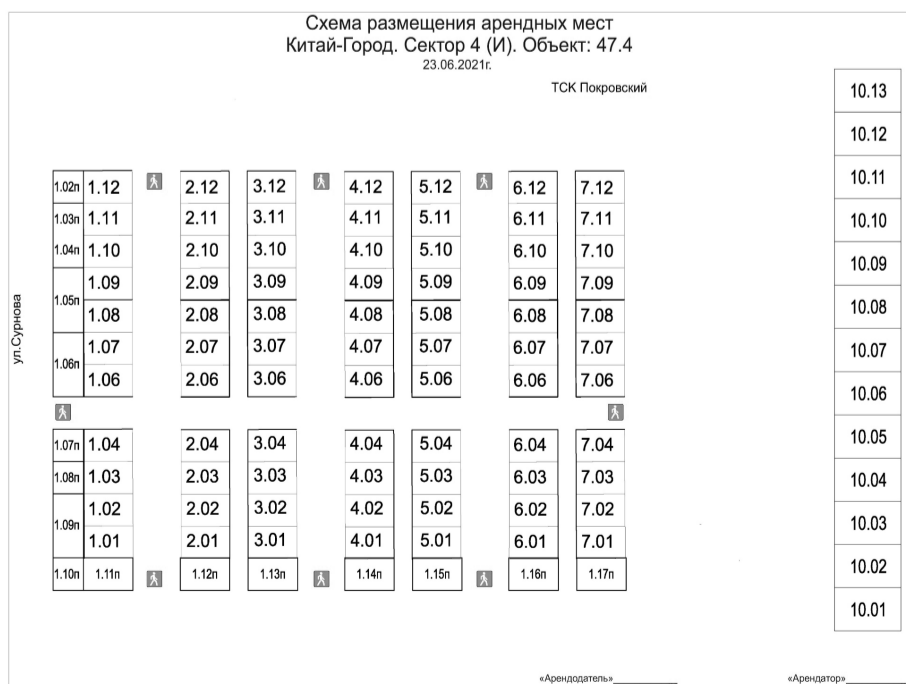 Схема размещения арендных мест
Китай-Город. Сектор 4 (И). Объект: 47.4
23.06.2021г.
ТСК Покровский
ул.Сурнова
1.02п 1.12 2.12 3.12 4.12 5.12 6.12 7.12
1.03п 1.11 2.11 3.11 4.11 5.11 6.11 7.11
1.04п 1.10 2.10 3.10 4.10 5.10 6.10 7.10
1.05п 1.09 2.09 3.09 4.09 5.09 6.09 7.09
1.08 2.08 3.08 4.08 5.08 6.08 7.08
1.06п 1.07 2.07 3.07 4.07 5.07 6.07 7.07
1.06 2.06 3.06 4.06 5.06 6.06 7.06
1.07п 1.04 2.04 3.04 4.04 5.04 6.04 7.04
1.08п 1.03 2.03 3.03 4.03 5.03 6.03 7.03
1.09п 1.02 2.02 3.02 4.02 5.02 6.02 7.02
1.01 2.01 3.01 4.01 5.01 6.01 7.01
1.10п 1.11п 1.12п 1.13п 1.14п 1.15п 1.16п 1.17п
10.13
10.12
10.11
10.10
10.09
10.08
10.07
10.06
10.05
10.04
10.03
10.02
10.01
«Арендодатель»____________ «Арендатор»____________